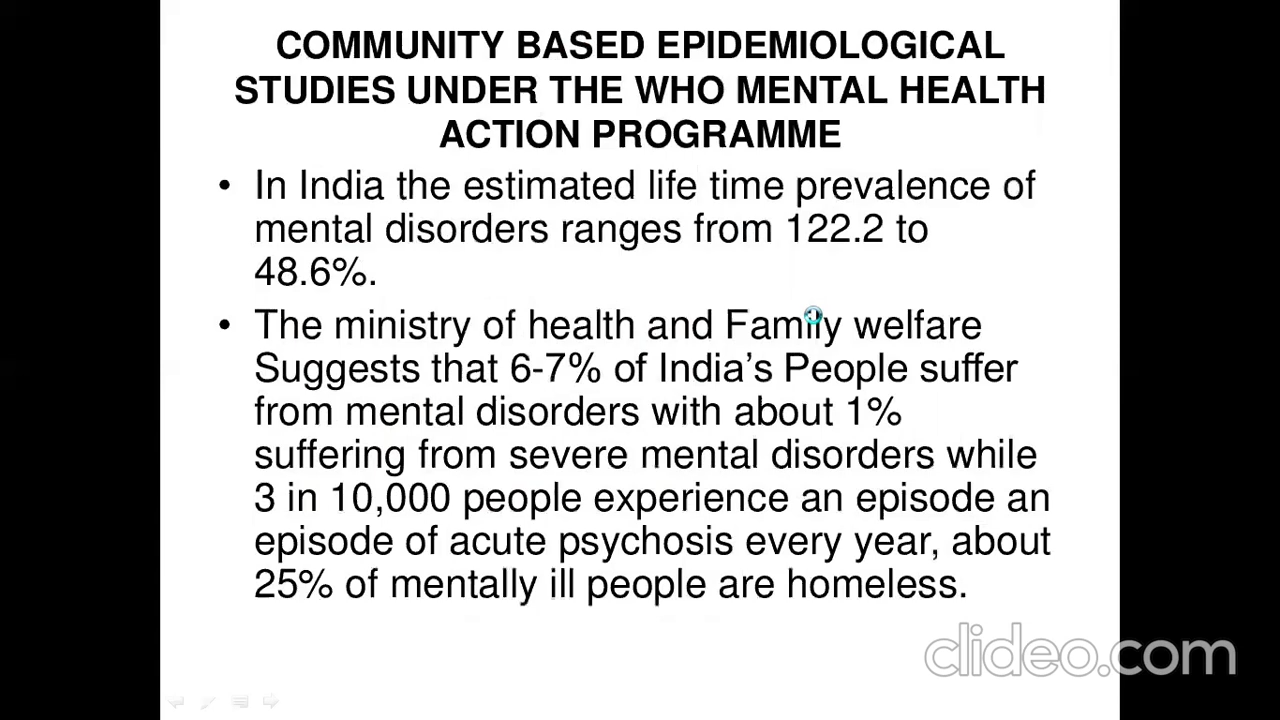 COMMUNITY BASED EPIDEMIOLOGICAL
STUDIES UNDER THE WHO MENTAL HEALTH
ACTION PROGRAMME
• In India the estimated life time prevalence of
mental disorders ranges from 122.2 to
48.6%.
• The ministry of health and Family welfare
Suggests that 6-7% of India’s People suffer
from mental disorders with about 1%
suffering from severe mental disorders while
3 in 10,000 people experience an episode an
episode of acute psychosis every year, about
25% of mentally ill people are homeless.
clideo.com